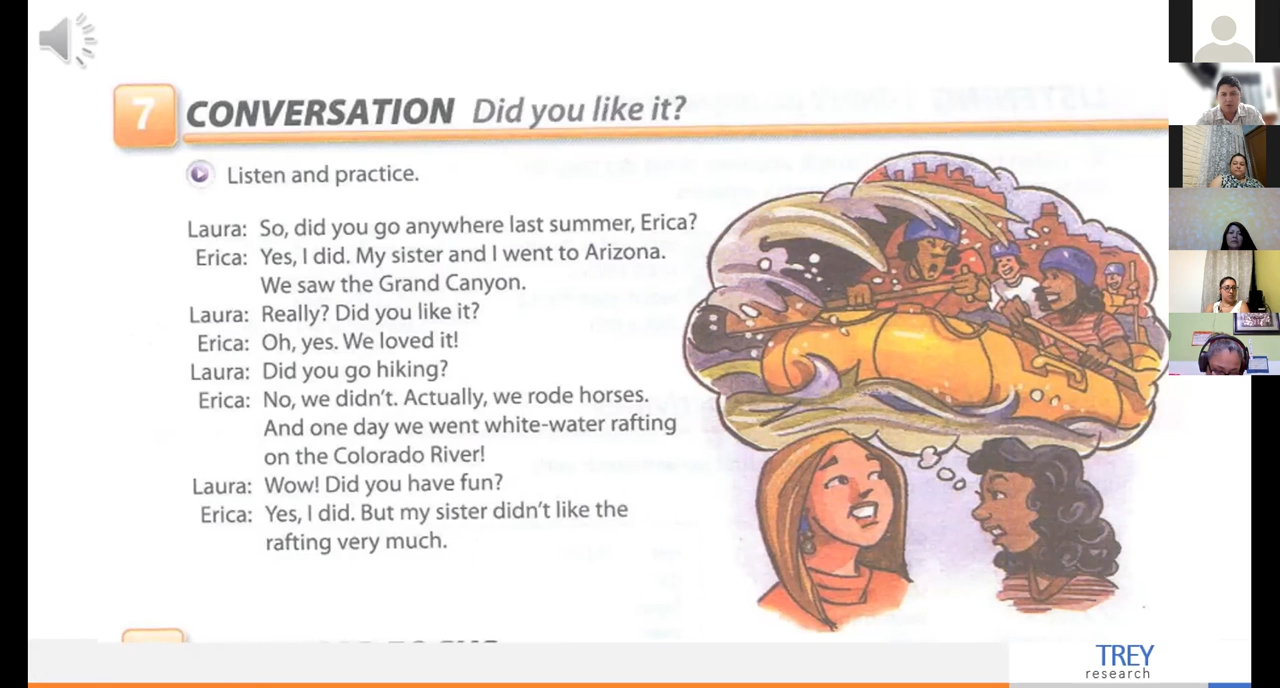 7 CONVERSATION Did you like it?
Listen and practice.
Laura: So, did you go anywhere last summer, Erica?
Erica: Yes, I did. My sister and I went to Arizona.
We saw the Grand Canyon.
Laura: Really? Did you like it?
Erica: Oh, yes. We loved it!
Laura: Did you go hiking?
Erica: No, we didn't. Actually, we rode horses.
And one day we went white-water rafting
on the Colorado River!
Laura: Wow! Did you have fun?
Erica: Yes, I did. But my sister didn't like the
rafting very much.
TREY
research